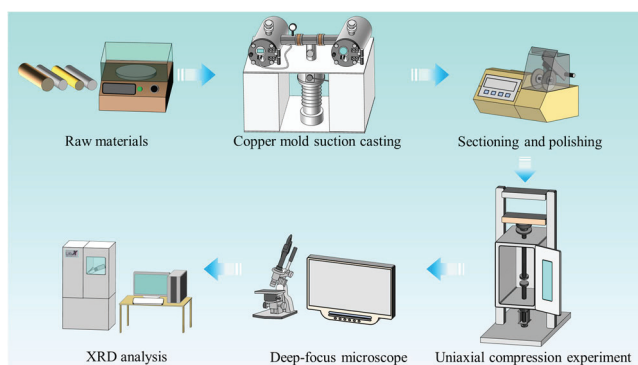 Raw materials
Copper mold suction casting
Sectioning and polishing
XRD analysis
Deep-focus microscope
Uniaxial compression experiment